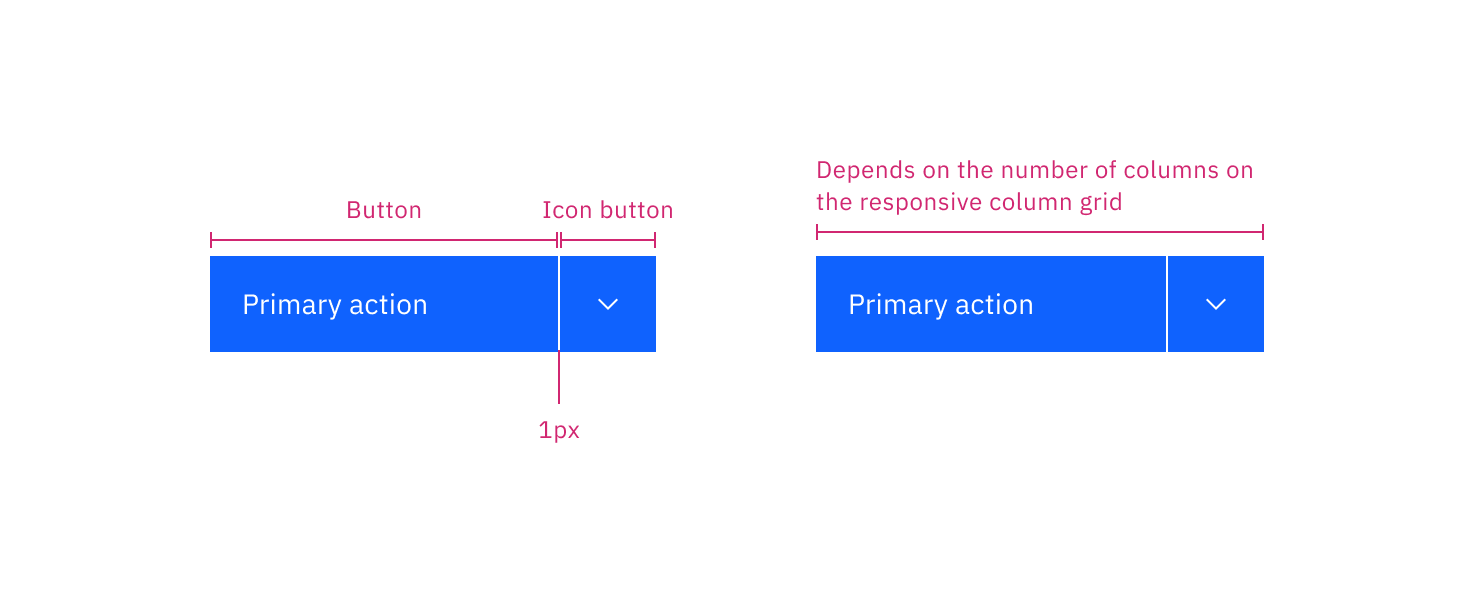 Button
Icon button
Primary action
1px
Depends on the number of columns on
the responsive column grid
Primary action